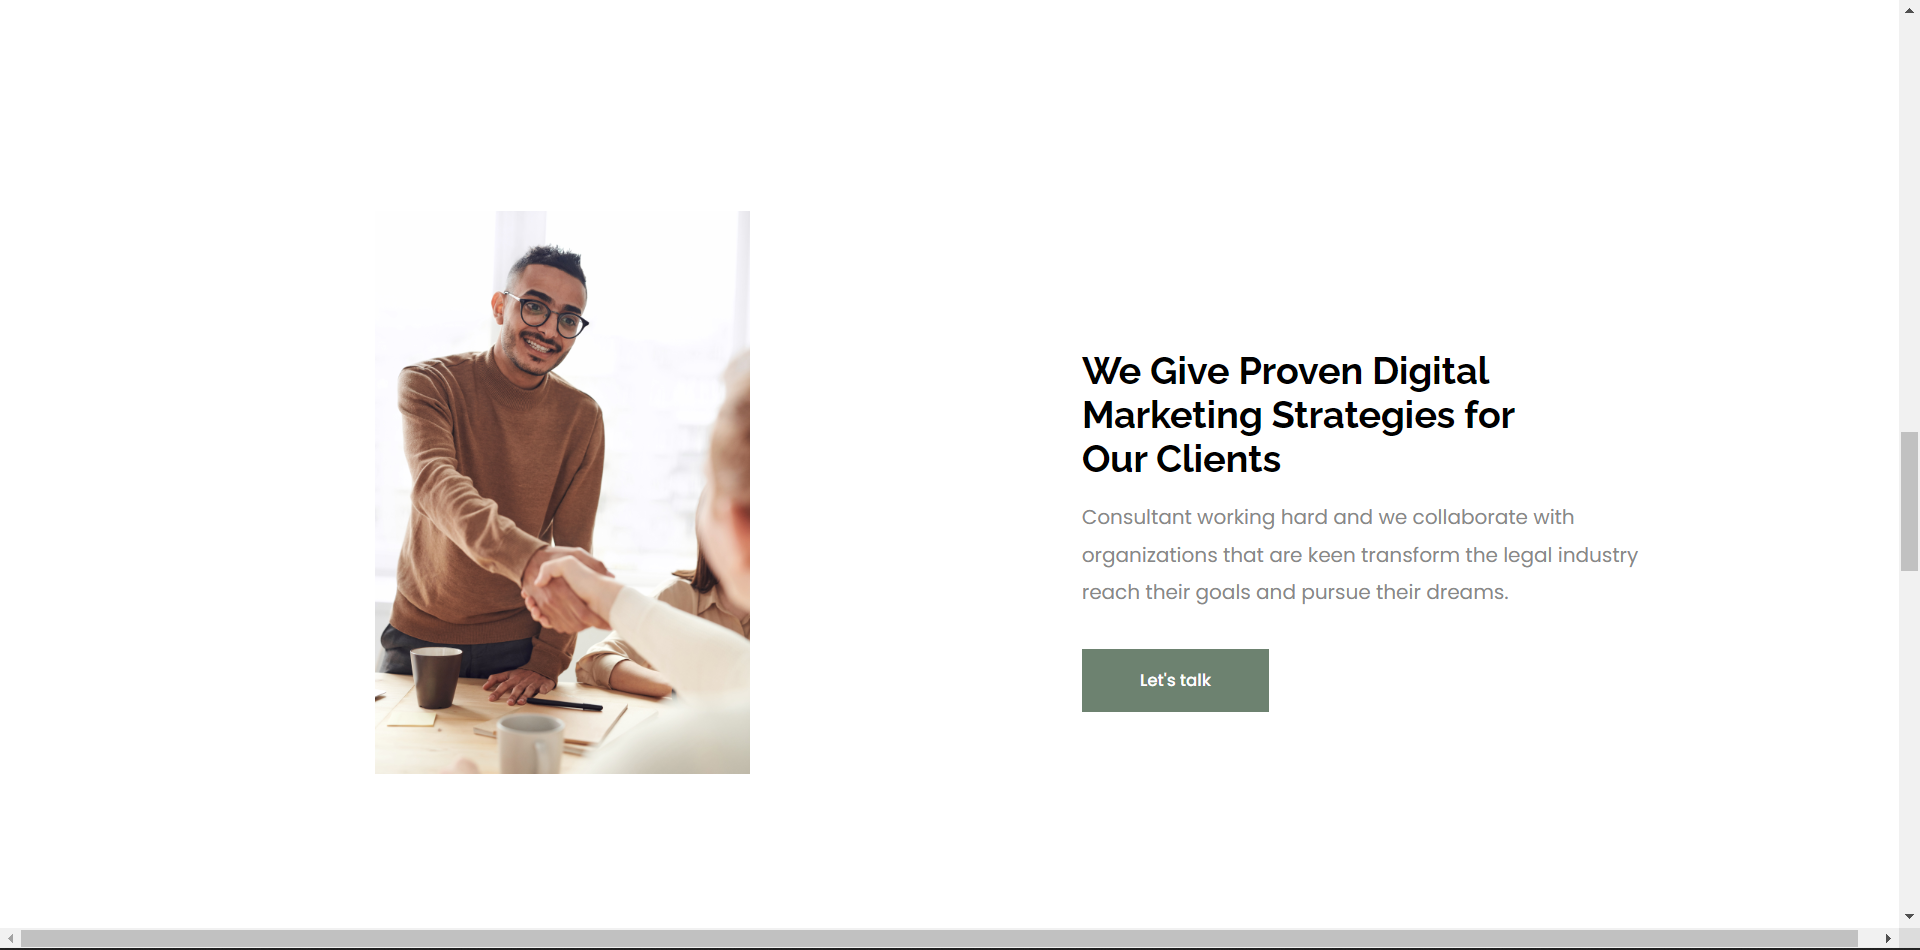 We Give Proven Digital
Marketing Strategies for
Our Clients
Consultant working hard and we collaborate with
organizations that are keen transform the legal industry
reach their goals and pursue their dreams.
Let's talk